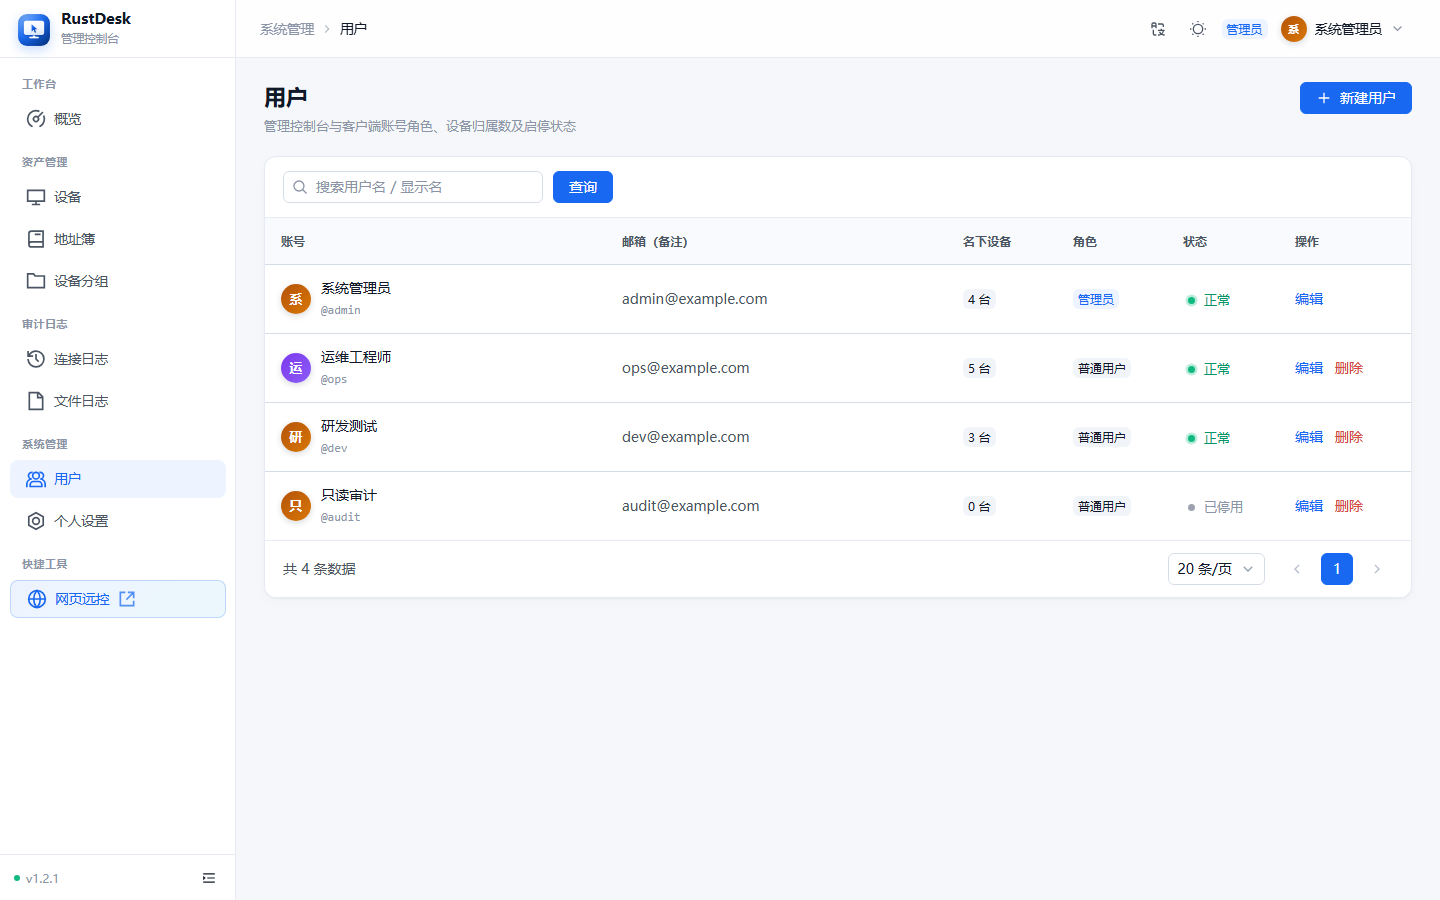 RustDesk
管理控制台
工作台
概览
资产管理
设备
地址簿
设备分组
审计日志
连接日志
文件日志
系统管理
用户
个人设置
快捷工具
网页远控
v1.2.1
系统管理 > 用户
管理员 系 系统管理员
用户
管理控制台与客户端账号角色、设备归属数及启停状态
+ 新建用户
搜索用户名 / 显示名 查询
账号 邮箱（备注） 名下设备 角色 状态 操作
系 系统管理员 @admin admin@example.com 4 台 管理员 正常 编辑
运 运维工程师 @ops ops@example.com 5 台 普通用户 正常 编辑 删除
研 研发测试 @dev dev@example.com 3 台 普通用户 正常 编辑 删除
只 只读审计 @audit audit@example.com 0 台 普通用户 已停用 编辑 删除
共 4 条数据 20 条/页 < 1 >